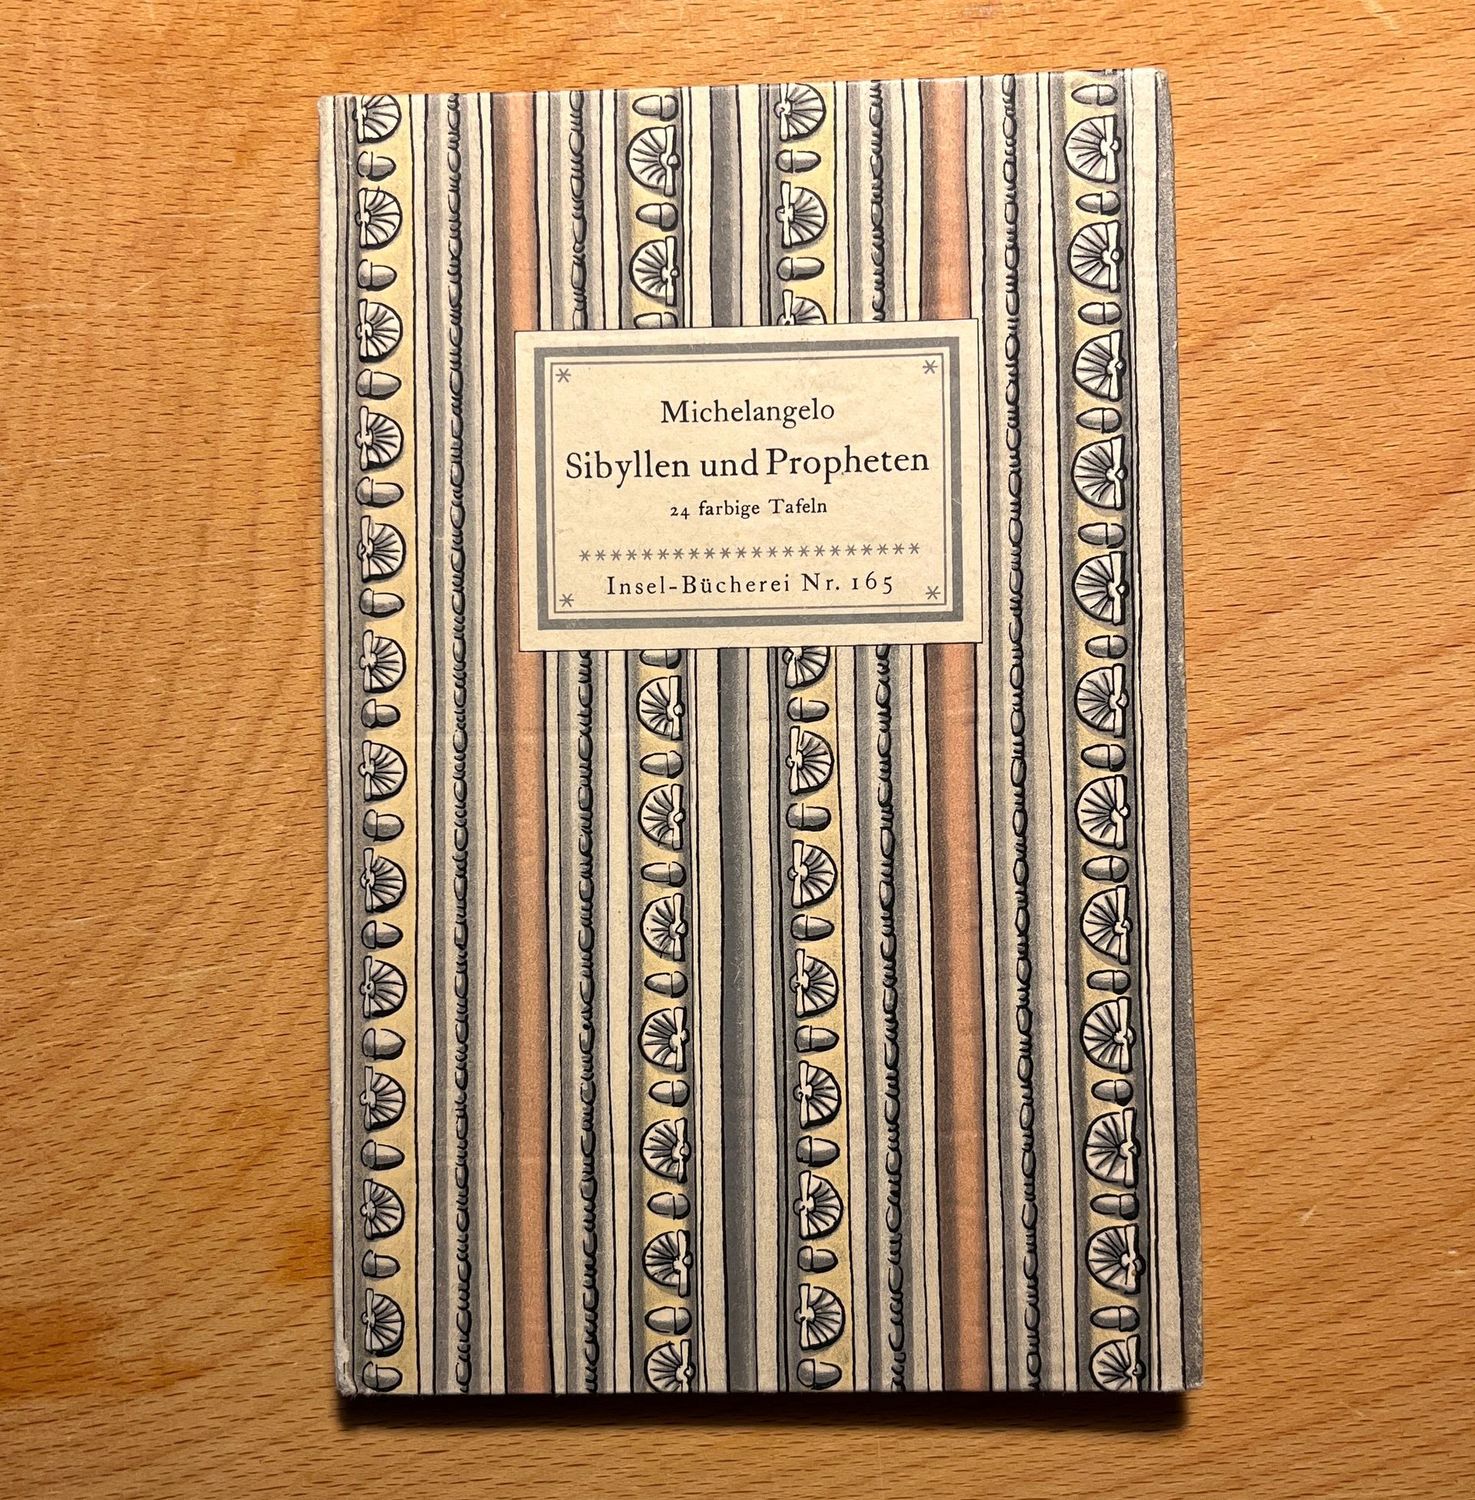 Michelangelo
Sibyllen und Propheten
24 farbige Tafeln
Insel-Bücherei Nr. 165